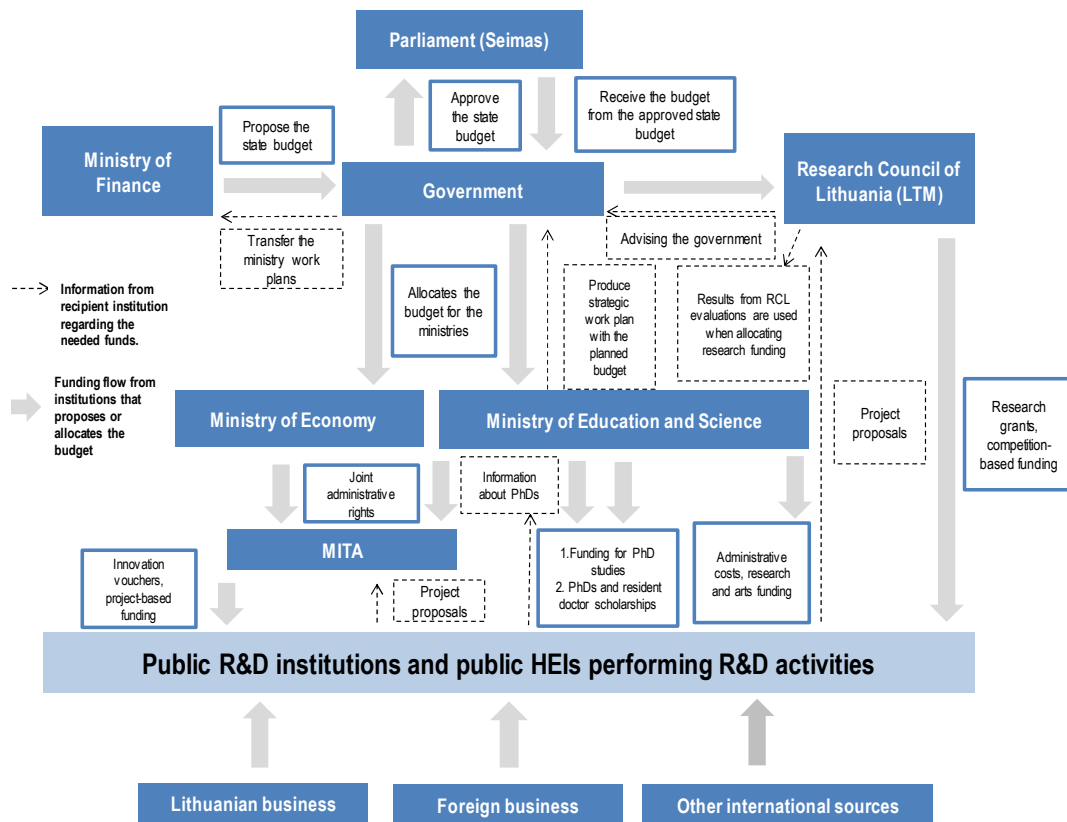 Parliament (Seimas)
Propose the
state budget
Approve
the state
budget
Receive the budget
from the approved state
budget
Ministry of
Finance
Government
Research Council of
Lithuania (LTM)
Transfer the
ministry work
plans
Advising the government
Information from
recipient institution
regarding the
needed funds.
Allocates the
budget for the
ministries
Produce
strategic
work plan
with the
planned
budget
Results from RCL
evaluations are used
when allocating
research funding
Funding flow from
institutions that
proposes or
allocates the
budget
Ministry of Economy
Ministry of Education and Science
Project
proposals
Research
grants,
competition-
based funding
Joint
administrative
rights
Information
about PhDs
MITA
Innovation
vouchers,
project-based
funding
Project
proposals
1.Funding for PhD
studies
2. PhDs and resident
doctor scholarships
Administrative
costs, research
and arts funding
Public R&D institutions and public HEIs performing R&D activities
Lithuanian business
Foreign business
Other international sources